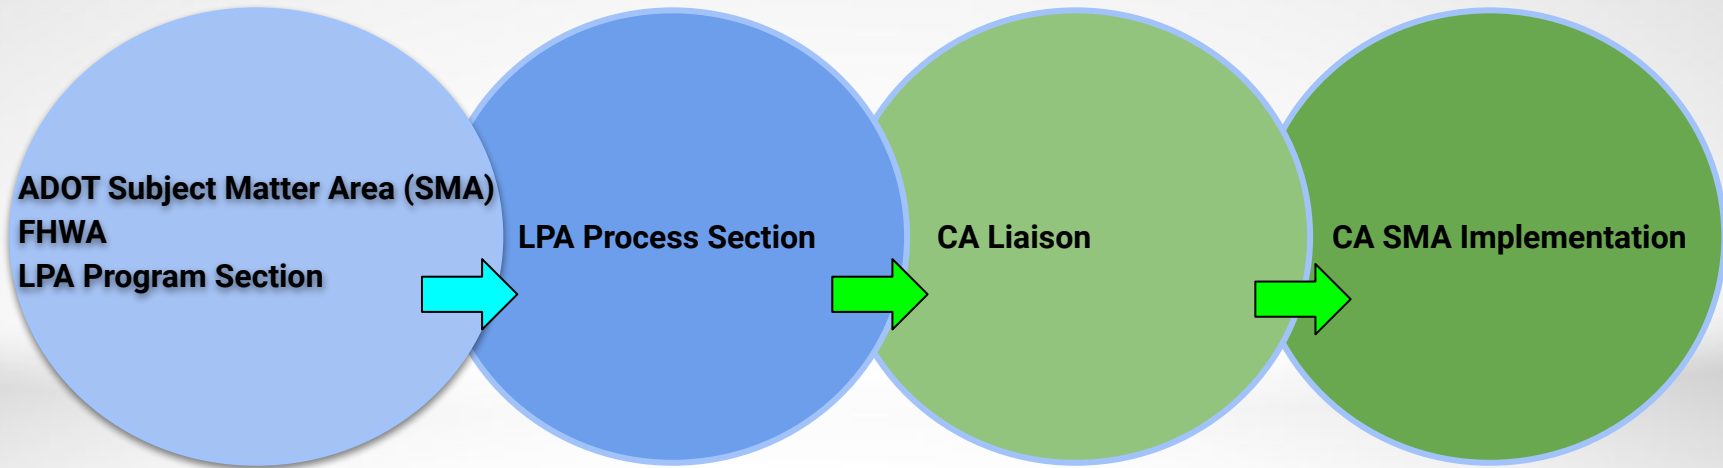 ADOT Subject Matter Area (SMA)
FHWA
LPA Program Section
LPA Process Section
CA Liaison
CA SMA Implementation